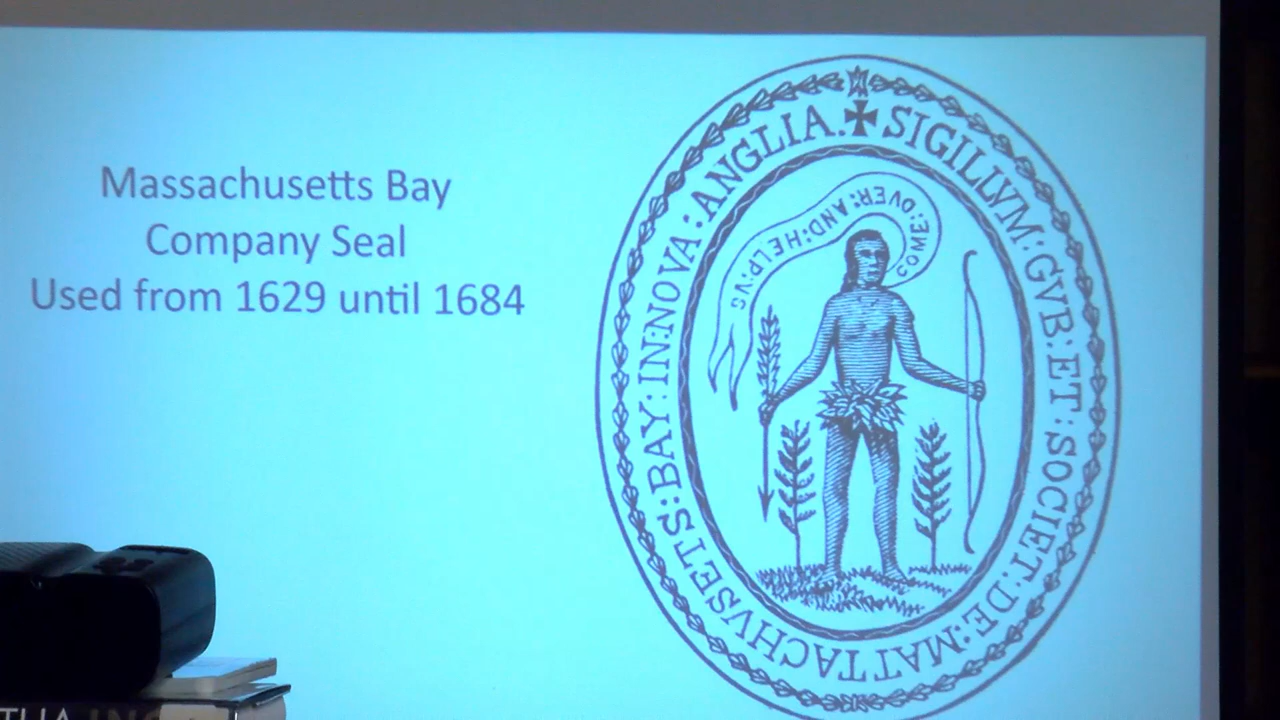 Massachusetts Bay
Company Seal
Used from 1629 until 1684
✠ SIGILLVM: GVB: ET: SOCIET: DE: MATTACHVSETS: BAY: IN: NOVA: ANGLIA.
COME: OVER: AND: HELP: VS